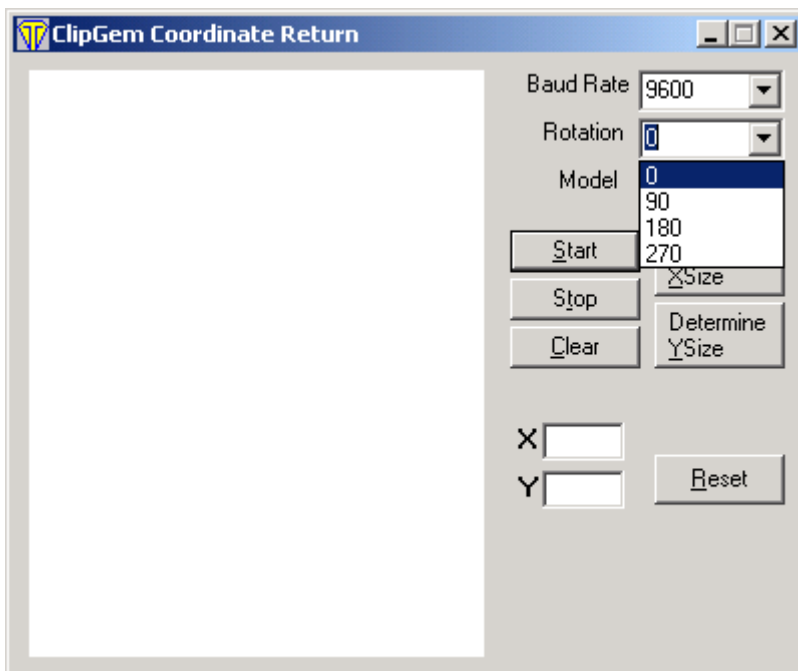 ClipGem Coordinate Return
Baud Rate 9600
Rotation 0
Model 0
90
180
270
Start
XSize
Stop
Determine
YSize
Clear
X
Y
Reset